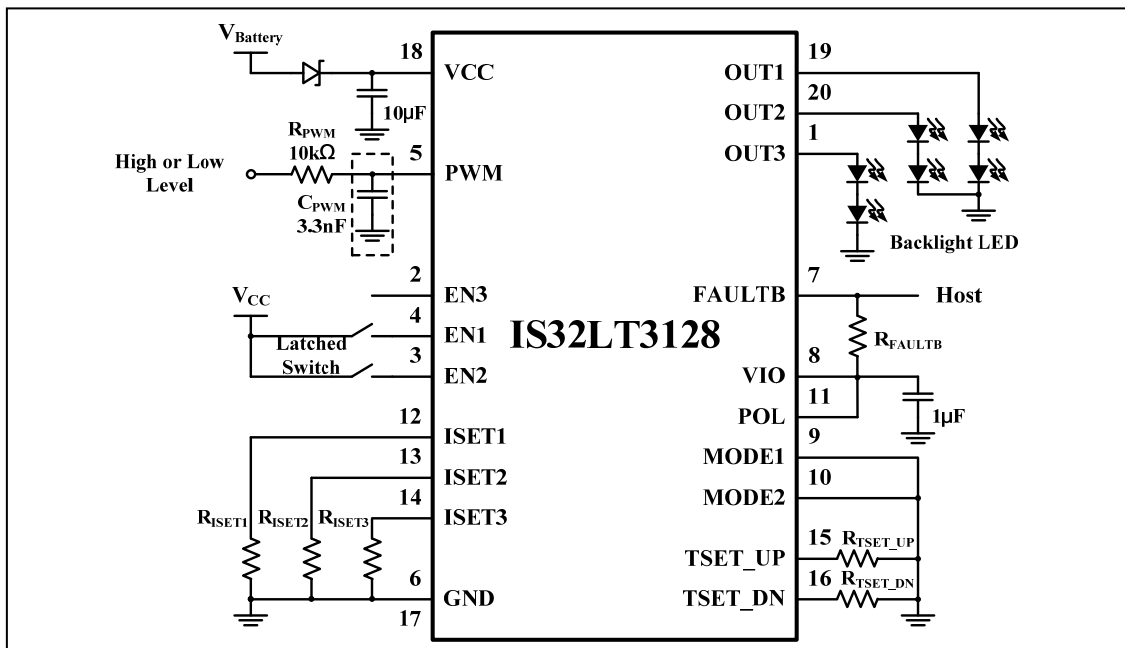 VBattery
18
VCC
10µF
RPWM
10kΩ
High or Low
Level
5
PWM
CPWM
3.3nF
2
EN3
VCC
4
EN1
Latched
Switch
3
EN2
12
ISET1
13
ISET2
14
ISET3
RISET1
RISET2
RISET3
6
GND
17
IS32LT3128
19
OUT1
20
OUT2
1
OUT3
Backlight LED
7
FAULTB
Host
RFAULTB
8
VIO
11
POL
1µF
9
MODE1
10
MODE2
15
TSET_UP
RTSET_UP
16
TSET_DN
RTSET_DN